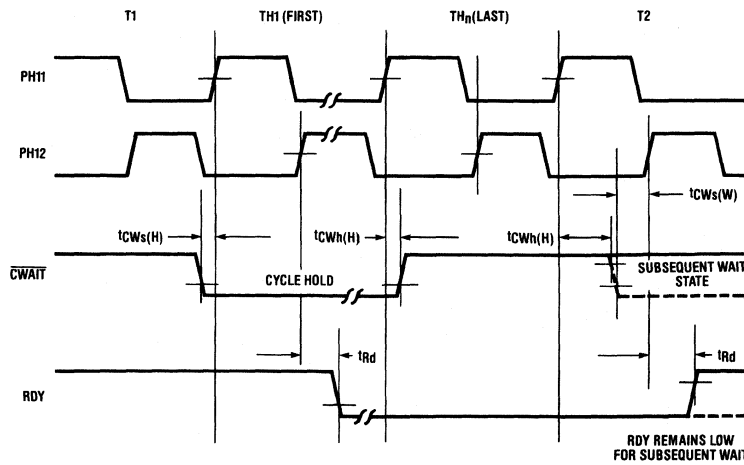 T1 TH1 (FIRST) THn (LAST) T2
PH11
PH12
tCWs(W)
tCWs(H) tCWh(H) tCWh(H)
CWAIT
CYCLE HOLD
SUBSEQUENT WAIT
STATE
tRd tRd
RDY
RDY REMAINS LOW
FOR SUBSEQUENT WAIT